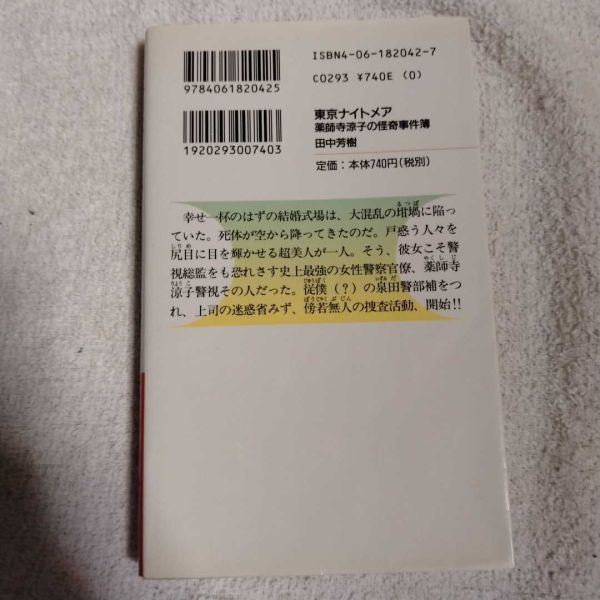 ISBN4-06-182042-7
C0293 ¥740E (0)
9784061820425
1920293007403
東京ナイトメア
薬師寺涼子の怪奇事件簿
田中芳樹
定価：本体740円（税別）
幸せ一杯のはずの結婚式場は、大混乱の坩堝に陥っ
ていた。死体が空から降ってきたのだ。戸惑う人々を
尻目に目を輝かせる超美人が一人。そう、彼女こそ警
視総監をも恐れさす史上最強の女性警察官僚、薬師寺
涼子警視その人だった。従僕（？）の泉田警部補をつ
れ、上司の迷惑省みず、傍若無人の捜査活動、開始!!